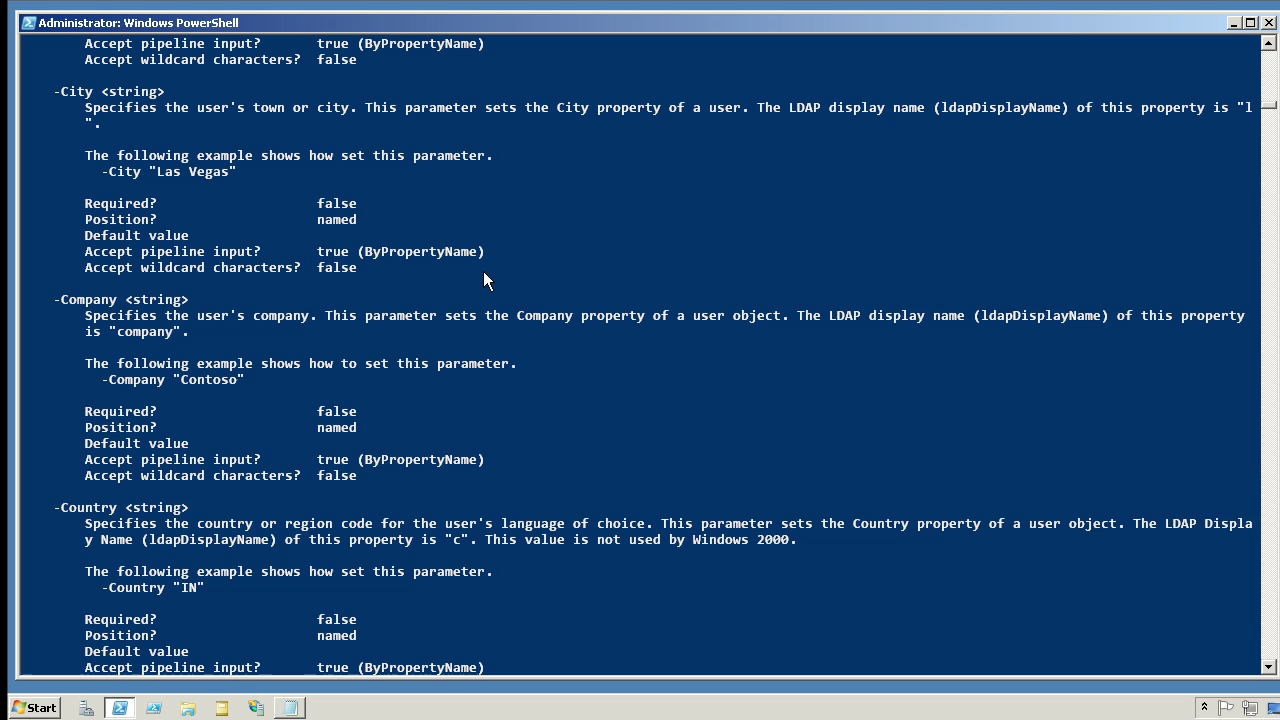 Administrator: Windows PowerShell
Accept pipeline input? true (ByPropertyName)
Accept wildcard characters? false
-City <string>
Specifies the user's town or city. This parameter sets the City property of a user. The LDAP display name (ldapDisplayName) of this property is "l
".
The following example shows how set this parameter.
-City "Las Vegas"
Required? false
Position? named
Default value
Accept pipeline input? true (ByPropertyName)
Accept wildcard characters? false
-Company <string>
Specifies the user's company. This parameter sets the Company property of a user object. The LDAP display name (ldapDisplayName) of this property
is "company".
The following example shows how to set this parameter.
-Company "Contoso"
Required? false
Position? named
Default value
Accept pipeline input? true (ByPropertyName)
Accept wildcard characters? false
-Country <string>
Specifies the country or region code for the user's language of choice. This parameter sets the Country property of a user object. The LDAP Displa
y Name (ldapDisplayName) of this property is "c". This value is not used by Windows 2000.
The following example shows how set this parameter.
-Country "IN"
Required? false
Position? named
Default value
Accept pipeline input? true (ByPropertyName)
Start